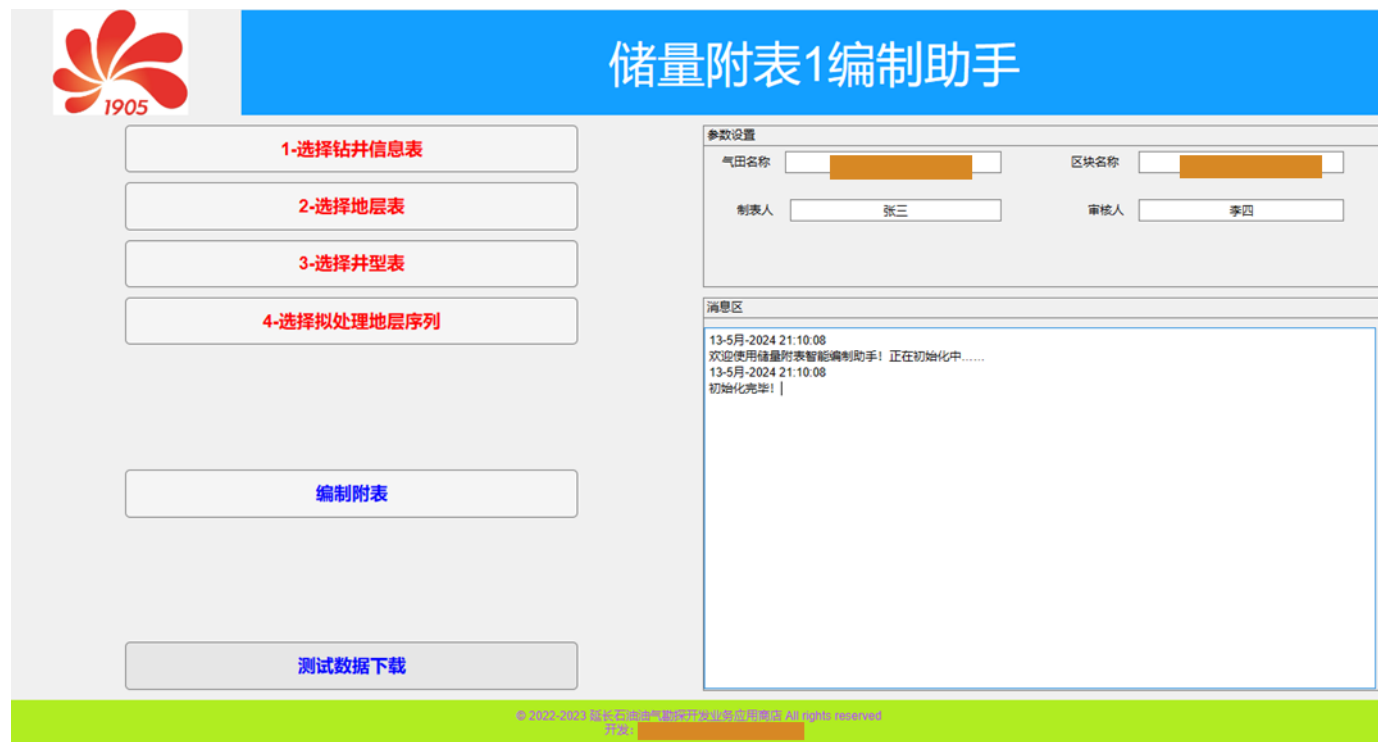 1905
储量附表1编制助手
1-选择钻井信息表
2-选择地层表
3-选择井型表
4-选择拟处理地层序列
编制附表
测试数据下载
参数设置
气田名称 区块名称
制表人 张三 审核人 李四
消息区
13-5月-2024 21:10:08
欢迎使用储量附表智能编制助手！正在初始化中……
13-5月-2024 21:10:08
初始化完毕！
© 2022-2023 延长石油油气勘探开发业务应用商店 All rights reserved
开发：